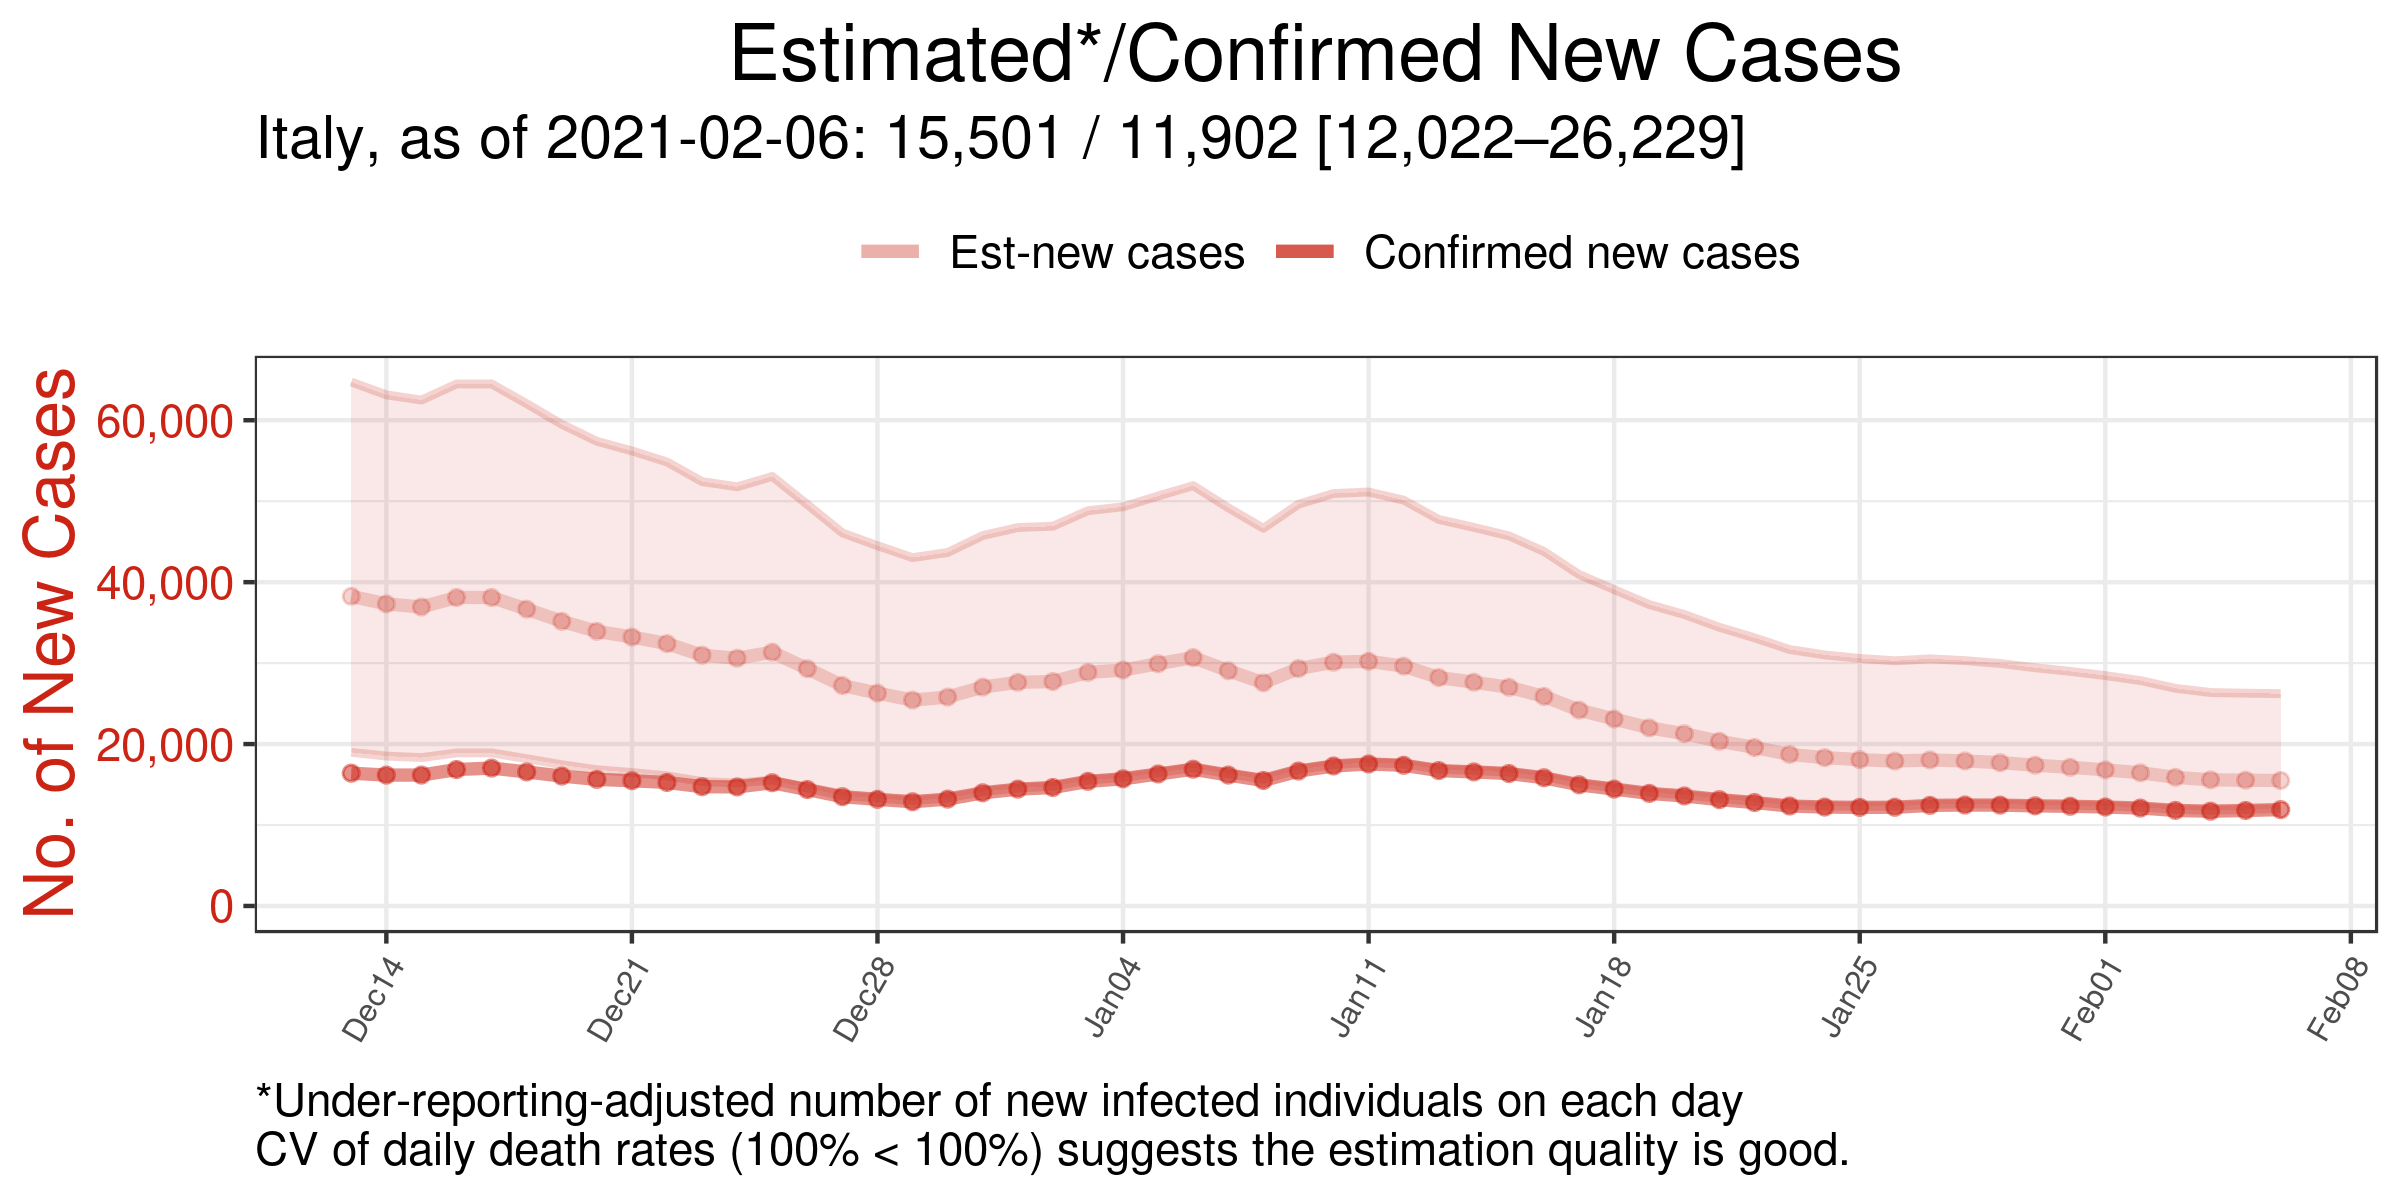 Estimated*/Confirmed New Cases
Italy, as of 2021-02-06: 15,501 / 11,902 [12,022–26,229]
Est-new cases
Confirmed new cases
No. of New Cases
60,000
40,000
20,000
0
Dec14
Dec21
Dec28
Jan04
Jan11
Jan18
Jan25
Feb01
Feb08
*Under-reporting-adjusted number of new infected individuals on each day
CV of daily death rates (100% < 100%) suggests the estimation quality is good.